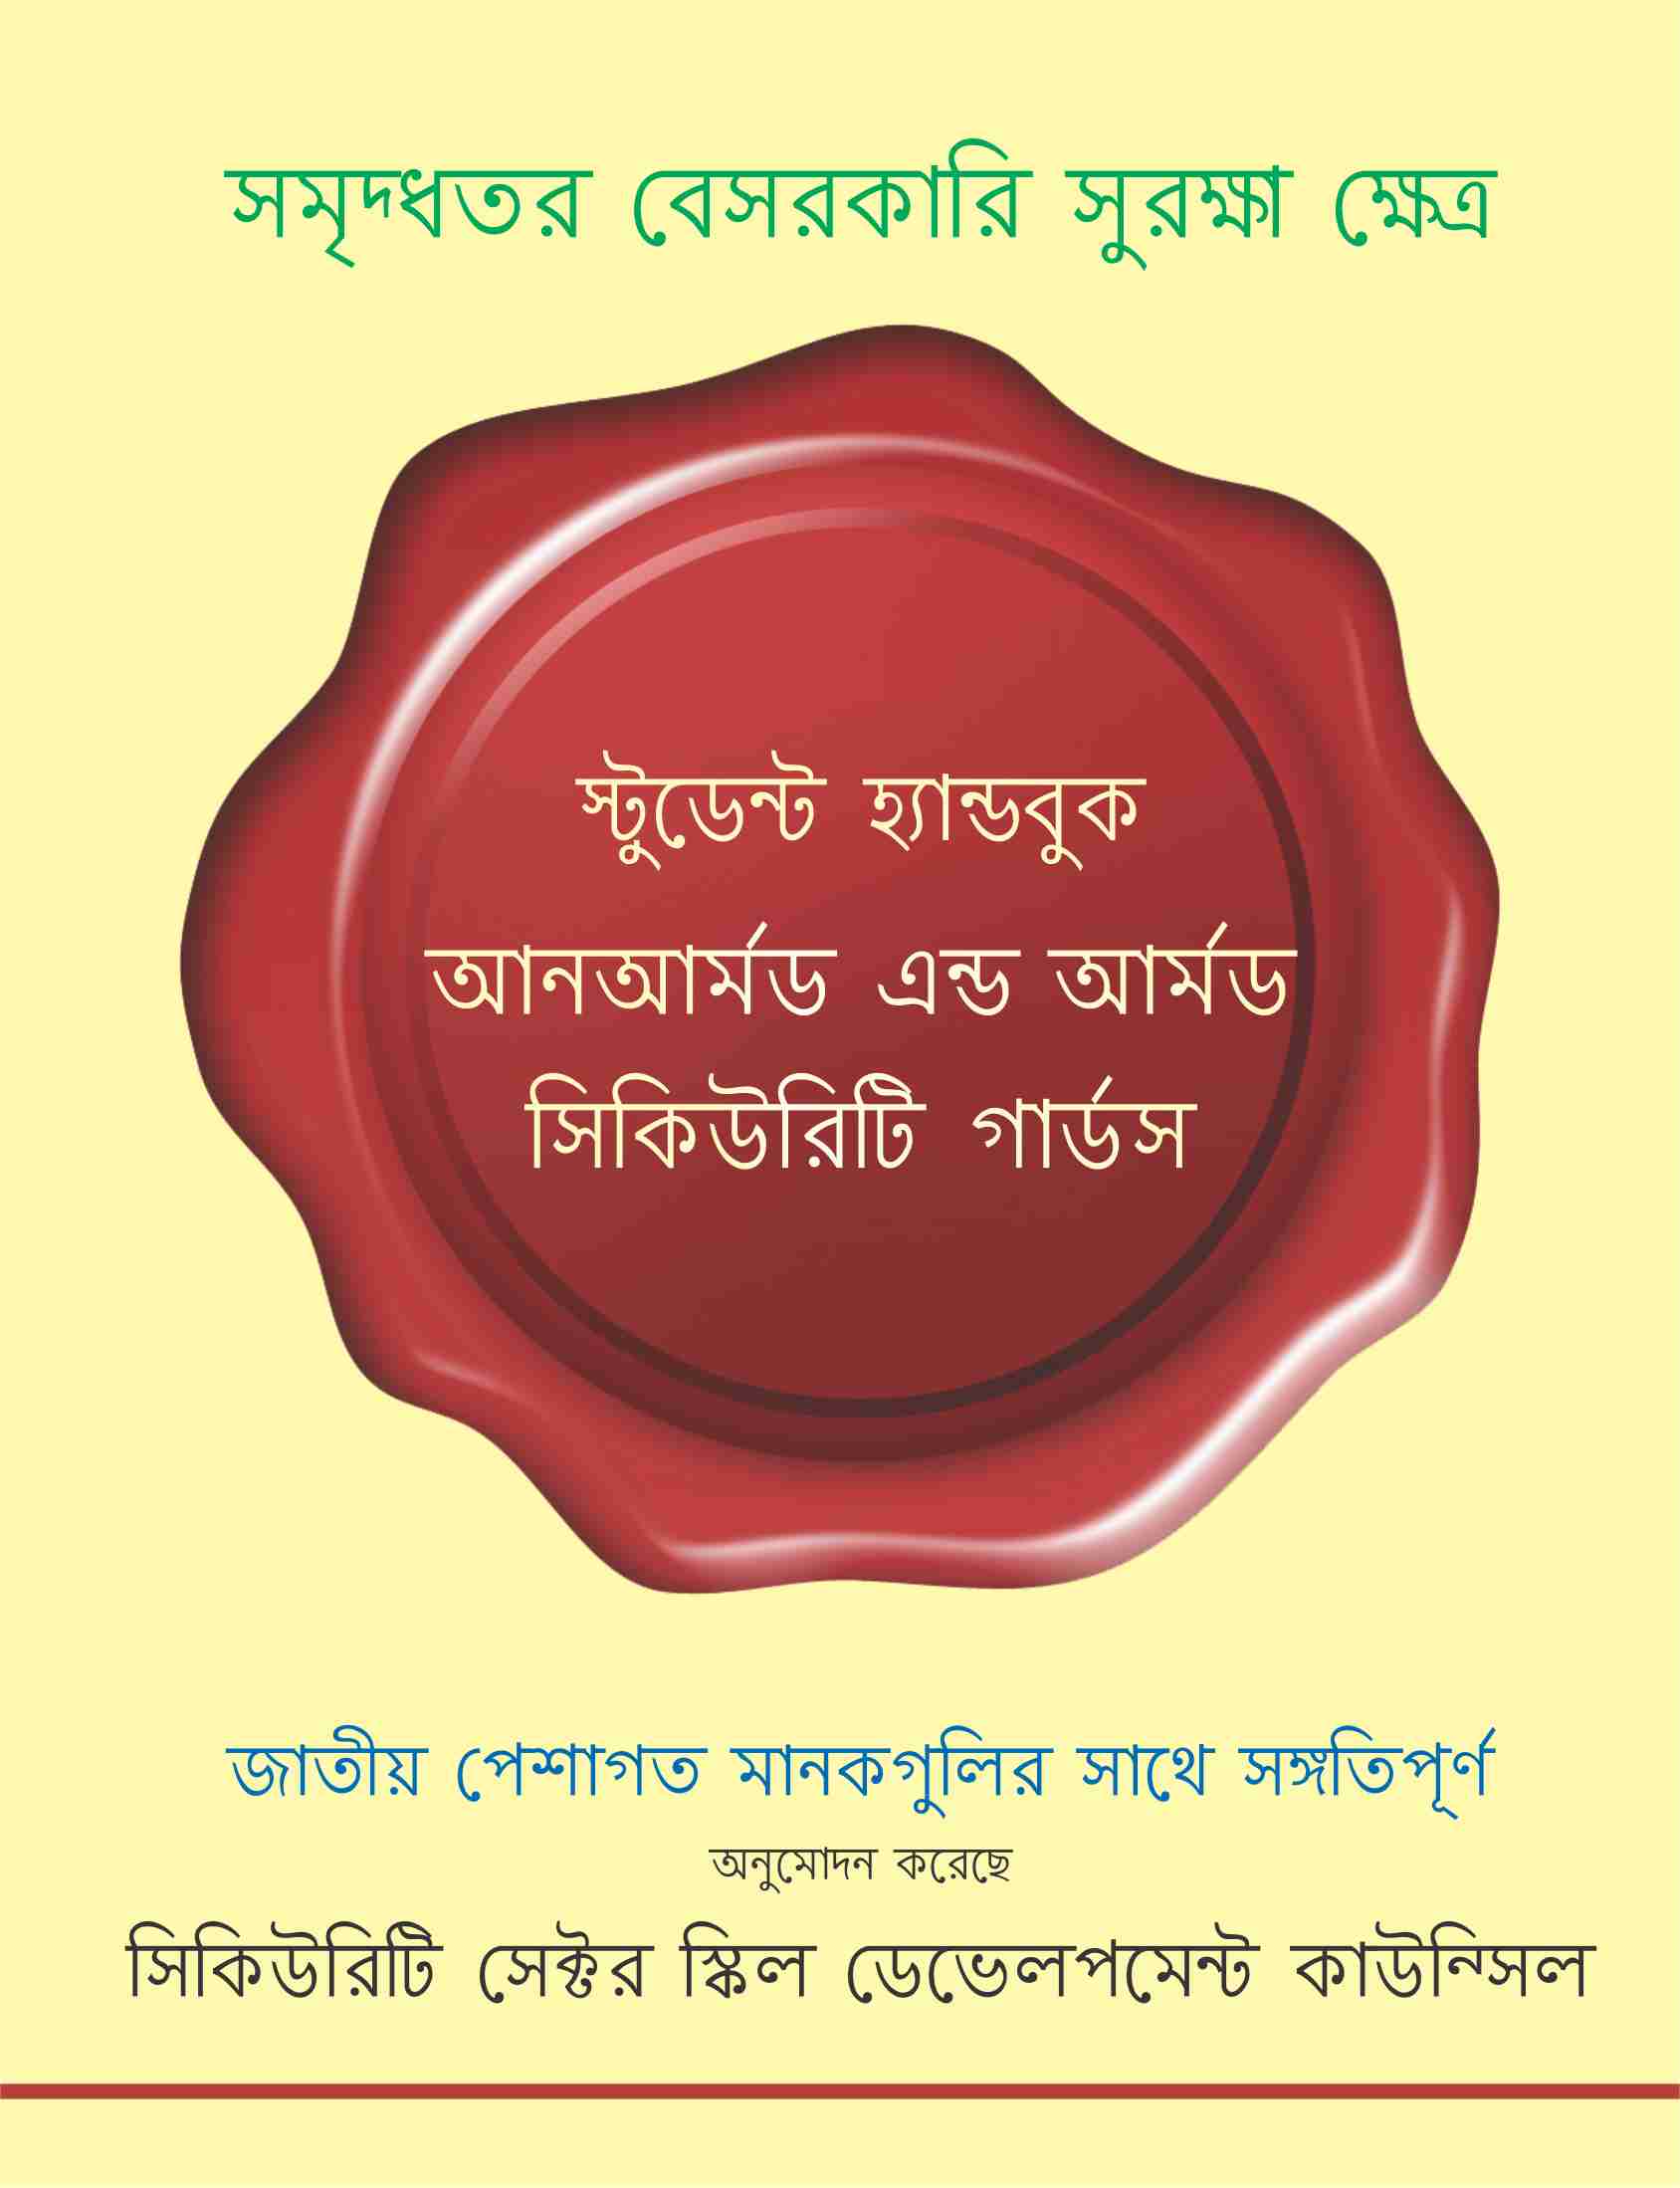 সমৃদ্ধতর বেসরকারি সুরক্ষা ক্ষেত্র
স্টুডেন্ট হ্যান্ডবুক
আনআর্মড এন্ড আর্মড
সিকিউরিটি গার্ডস
জাতীয় পেশাগত মানকগুলির সাথে সঙ্গতিপূর্ণ
অনুমোদন করেছে
সিকিউরিটি সেক্টর স্কিল ডেভেলপমেন্ট কাউন্সিল